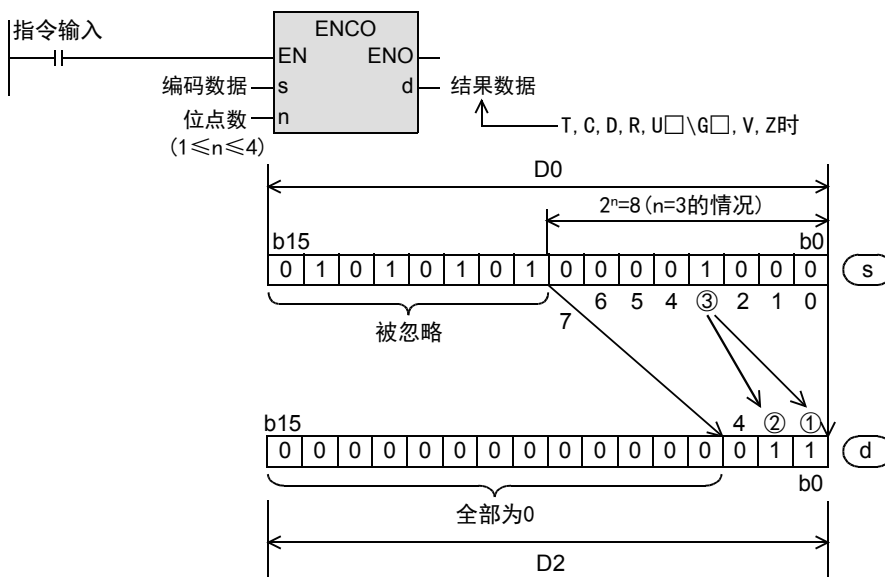 指令输入
ENCO
EN ENO
编码数据 s d 结果数据
位点数 n
(1≤n≤4)
T, C, D, R, U□\G□, V, Z时
D0
2ⁿ=8(n=3的情况)
b15 b0
0 1 0 1 0 1 0 1 0 0 0 0 1 0 0 0 s
7 6 5 4 ③ 2 1 0
被忽略
b15 4 ② ①
0 0 0 0 0 0 0 0 0 0 0 0 0 0 1 1 d
b0
全部为0
D2